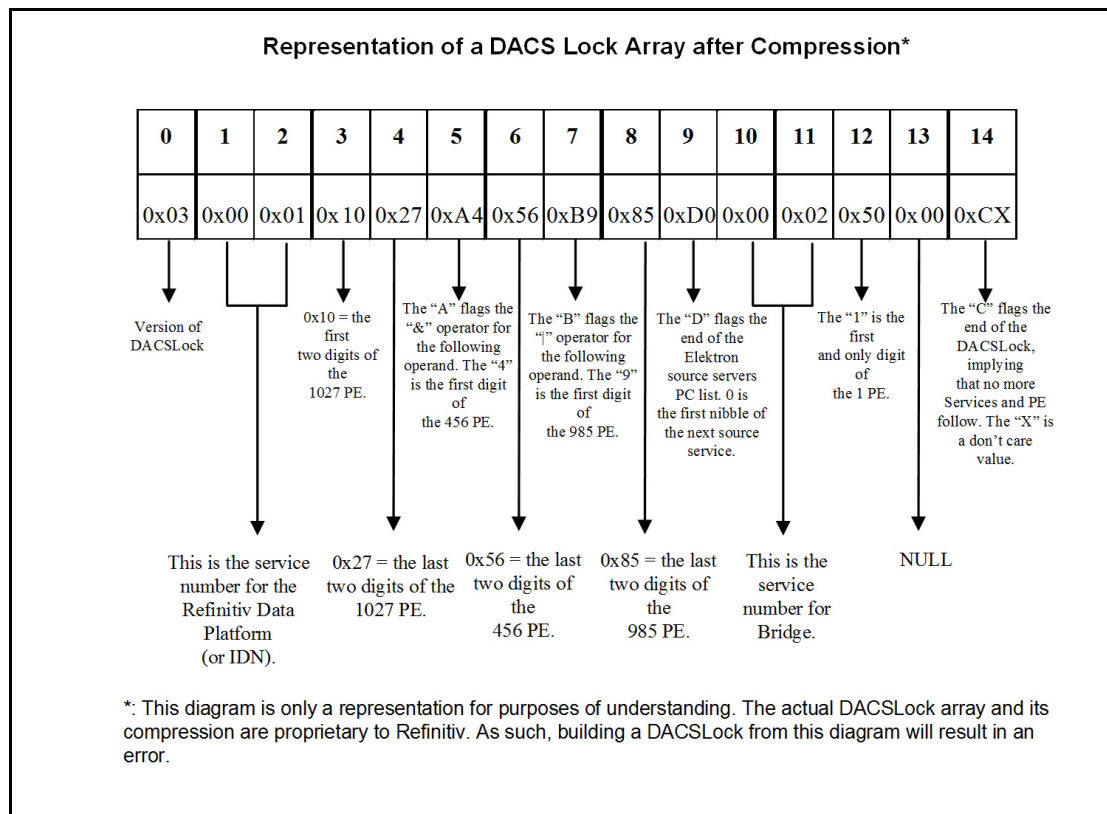 Representation of a DACS Lock Array after Compression*
0 1 2 3 4 5 6 7 8 9 10 11 12 13 14
0x03 0x00 0x01 0x10 0x27 0xA4 0x56 0xB9 0x85 0xD0 0x00 0x02 0x50 0x00 0xCX
Version of
DACSLock
0x10 = the
first
two digits of
the
1027 PE.
The “A” flags the
“&” operator for
the following
operand. The “4”
is the first digit
of
the 456 PE.
The “B” flags the
“|” operator for
the following
operand. The “9”
is the first digit
of
the 985 PE.
The “D” flags the
end of the
Elektron
source servers
PC list. 0 is
the first nibble of
the next source
service.
The “1” is the
first
and only digit
of
the 1 PE.
The “C” flags the
end of the
DACSLock,
implying
that no more
Services and PE
follow. The “X” is
a don’t care
value.
This is the service
number for the
Refinitiv Data
Platform
(or IDN).
0x27 = the last
two digits of the
1027 PE.
0x56 = the last
two digits of
the
456 PE.
0x85 = the last
two digits of
the
985 PE.
This is the
service
number for
Bridge.
NULL
*: This diagram is only a representation for purposes of understanding. The actual DACSLock array and its
compression are proprietary to Refinitiv. As such, building a DACSLock from this diagram will result in an
error.